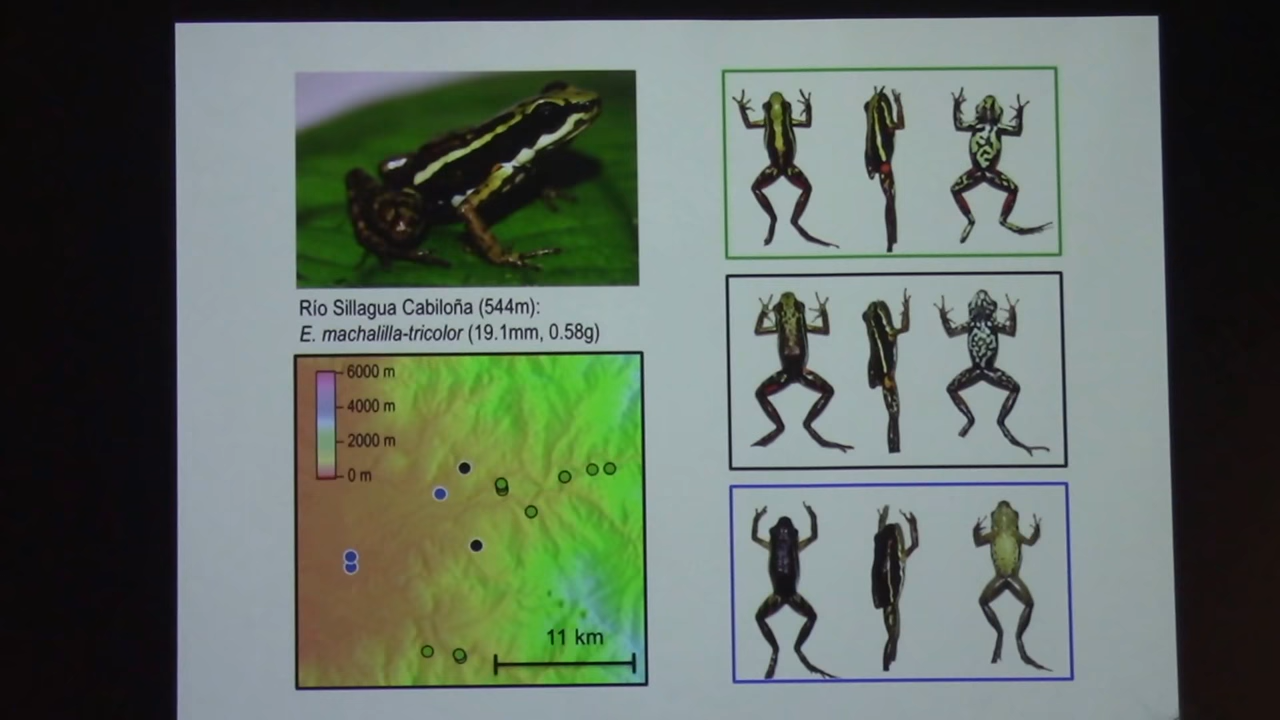 Río Sillagua Cabiloña (544m):
E. machalilla-tricolor (19.1mm, 0.58g)
6000 m
4000 m
2000 m
0 m
11 km